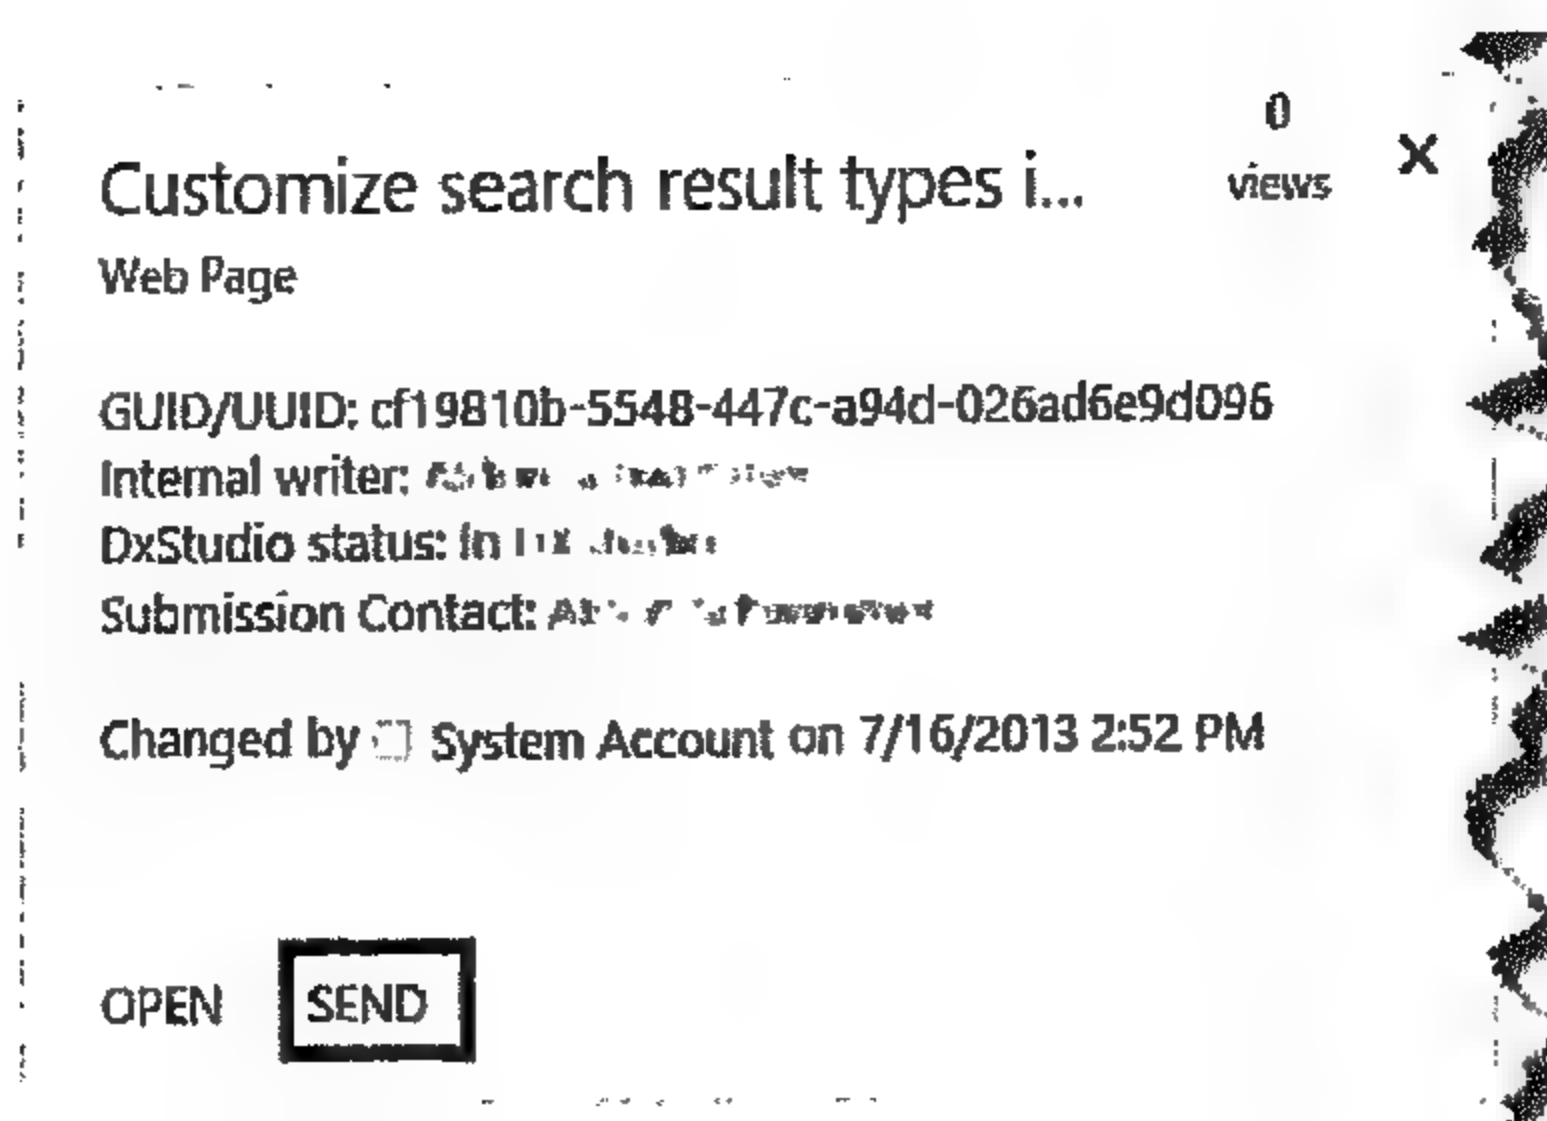 0
views
×
Customize search result types i...
Web Page
GUID/UUID: cf19810b-5548-447c-a94d-026ad6e9d096
Internal writer:
DxStudio status: In
Submission Contact:
Changed by System Account on 7/16/2013 2:52 PM
OPEN SEND